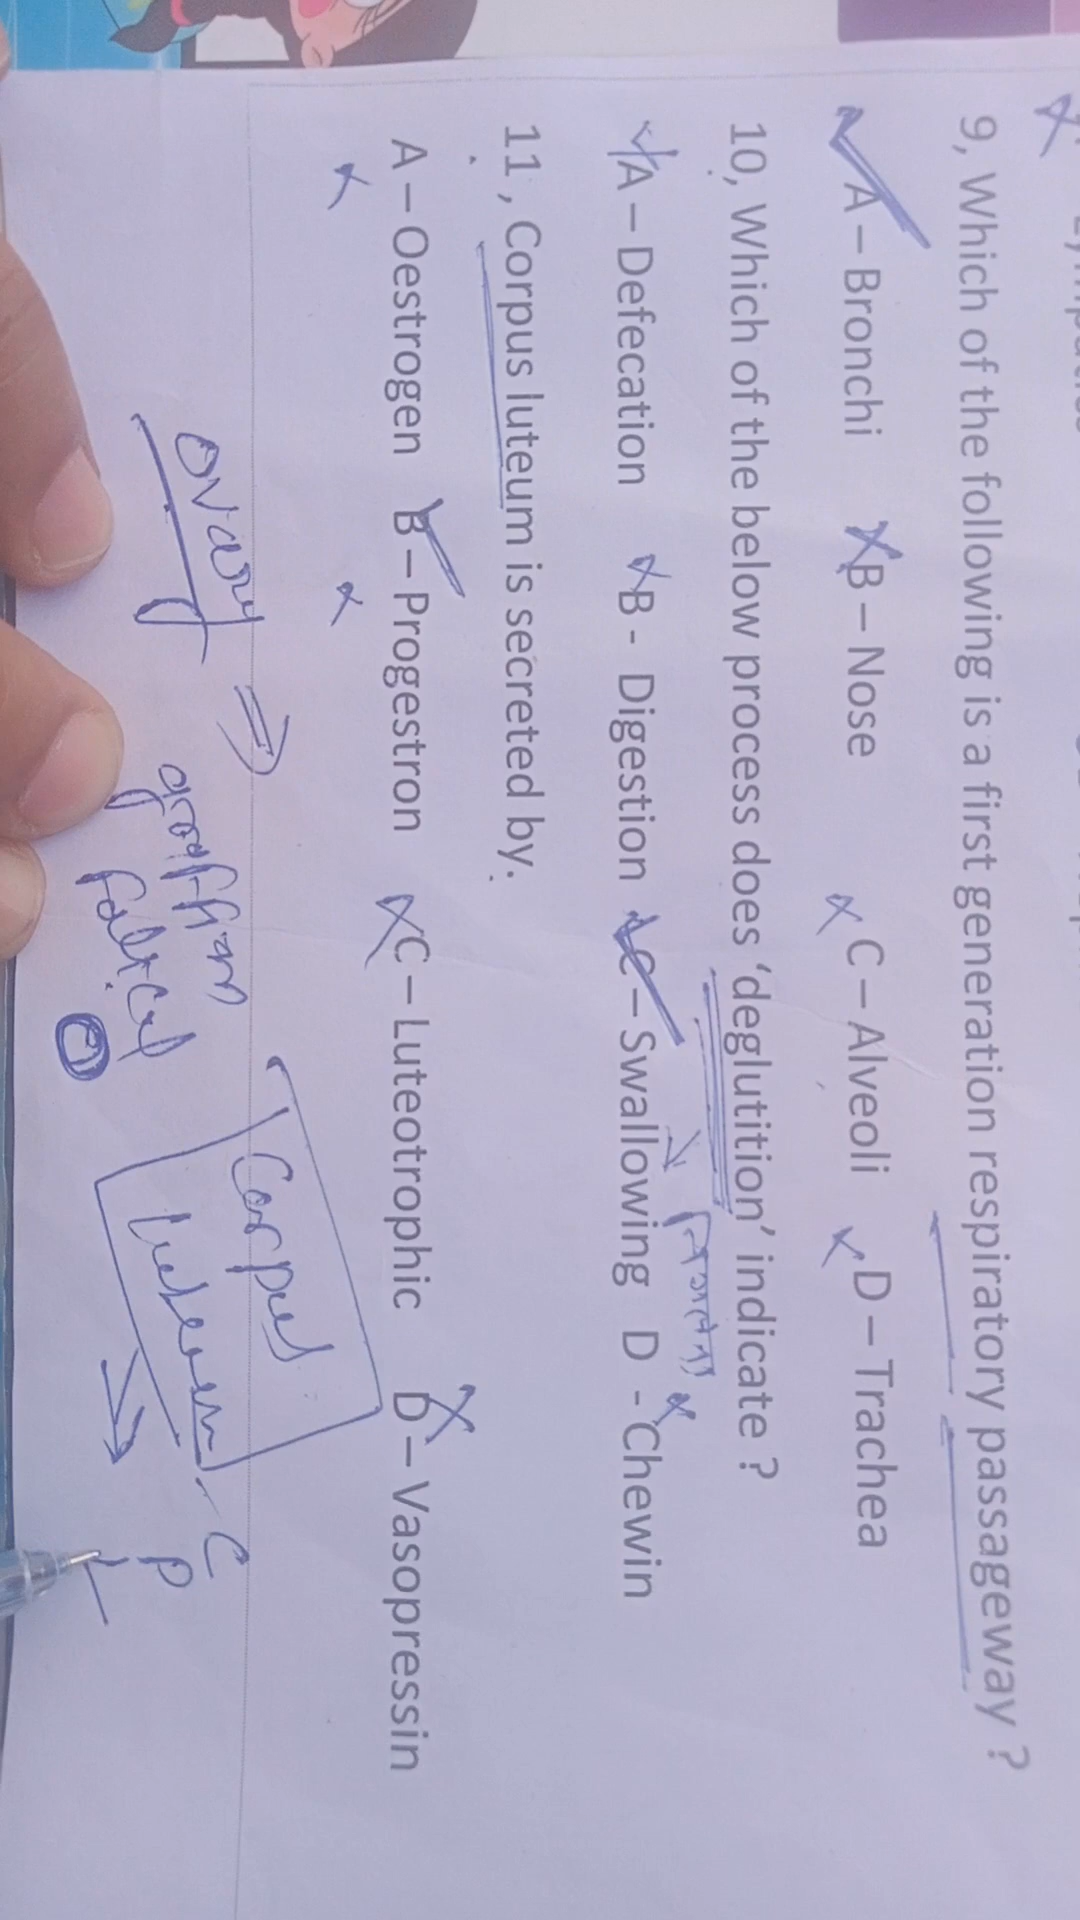 9, Which of the following is a first generation respiratory passageway ?
A – Bronchi B – Nose C – Alveoli D – Trachea
10, Which of the below process does ‘deglutition’ indicate ?
A – Defecation B - Digestion C – Swallowing D - Chewin
11 , Corpus luteum is secreted by.
A – Oestrogen B – Progestron C – Luteotrophic D – Vasopressin
ovary ⇒
Corpus
luteum
C
P
L